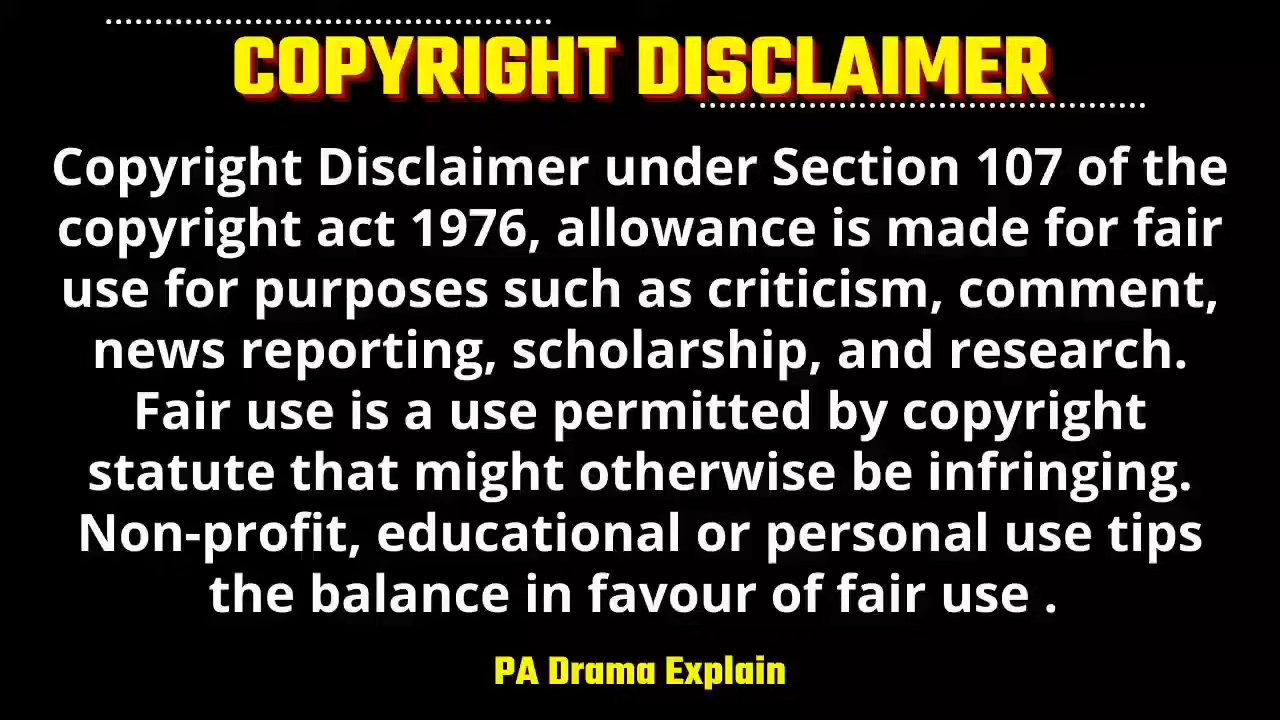 COPYRIGHT DISCLAIMER
Copyright Disclaimer under Section 107 of the
copyright act 1976, allowance is made for fair
use for purposes such as criticism, comment,
news reporting, scholarship, and research.
Fair use is a use permitted by copyright
statute that might otherwise be infringing.
Non-profit, educational or personal use tips
the balance in favour of fair use .
PA Drama Explain